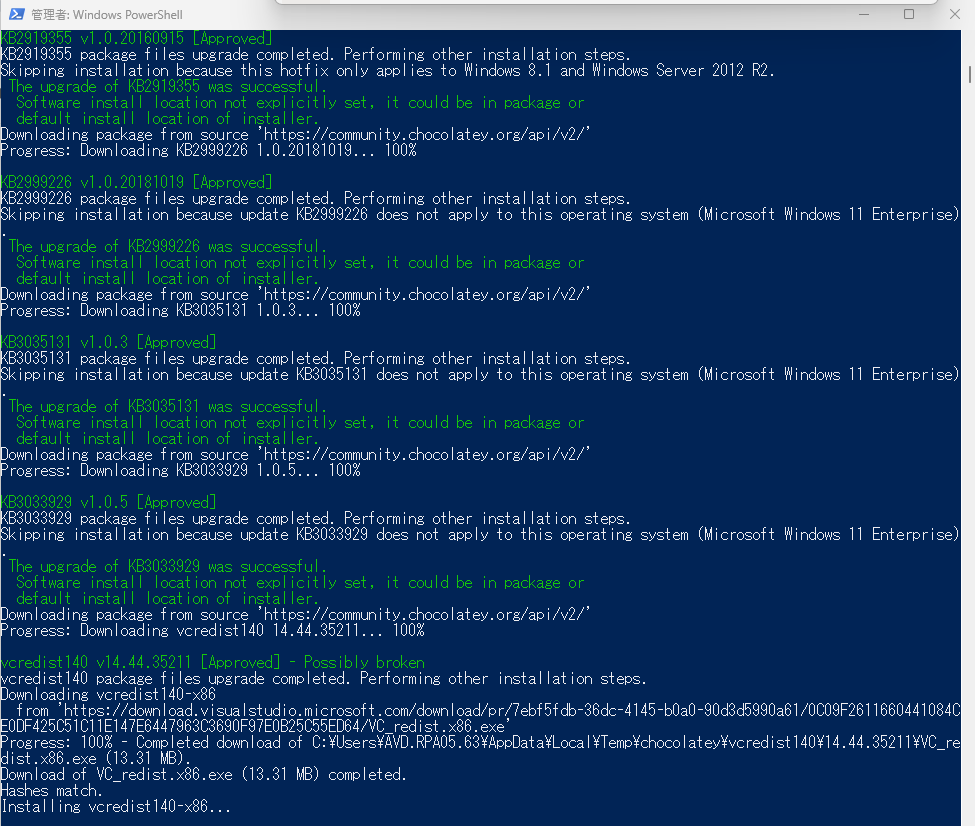 管理者: Windows PowerShell
KB2919355 v1.0.20160915 [Approved]
KB2919355 package files upgrade completed. Performing other installation steps.
Skipping installation because this hotfix only applies to Windows 8.1 and Windows Server 2012 R2.
 The upgrade of KB2919355 was successful.
  Software install location not explicitly set, it could be in package or
  default install location of installer.
Downloading package from source 'https://community.chocolatey.org/api/v2/'
Progress: Downloading KB2999226 1.0.20181019... 100%

KB2999226 v1.0.20181019 [Approved]
KB2999226 package files upgrade completed. Performing other installation steps.
Skipping installation because update KB2999226 does not apply to this operating system (Microsoft Windows 11 Enterprise)
.
 The upgrade of KB2999226 was successful.
  Software install location not explicitly set, it could be in package or
  default install location of installer.
Downloading package from source 'https://community.chocolatey.org/api/v2/'
Progress: Downloading KB3035131 1.0.3... 100%

KB3035131 v1.0.3 [Approved]
KB3035131 package files upgrade completed. Performing other installation steps.
Skipping installation because update KB3035131 does not apply to this operating system (Microsoft Windows 11 Enterprise)
.
 The upgrade of KB3035131 was successful.
  Software install location not explicitly set, it could be in package or
  default install location of installer.
Downloading package from source 'https://community.chocolatey.org/api/v2/'
Progress: Downloading KB3033929 1.0.5... 100%

KB3033929 v1.0.5 [Approved]
KB3033929 package files upgrade completed. Performing other installation steps.
Skipping installation because update KB3033929 does not apply to this operating system (Microsoft Windows 11 Enterprise)
.
 The upgrade of KB3033929 was successful.
  Software install location not explicitly set, it could be in package or
  default install location of installer.
Downloading package from source 'https://community.chocolatey.org/api/v2/'
Progress: Downloading vcredist140 14.44.35211... 100%

vcredist140 v14.44.35211 [Approved] - Possibly broken
vcredist140 package files upgrade completed. Performing other installation steps.
Downloading vcredist140-x86
  from 'https://download.visualstudio.microsoft.com/download/pr/7ebf5fdb-36dc-4145-b0a0-90d3d5990a61/0C09F2611660441084C
E0DF425C51C11E147E6447963C3690F97E0B25C55ED64/VC_redist.x86.exe'
Progress: 100% - Completed download of C:¥Users¥AVD.RPA05.63¥AppData¥Local¥Temp¥chocolatey¥vcredist140¥14.44.35211¥VC_re
dist.x86.exe (13.31 MB).
Download of VC_redist.x86.exe (13.31 MB) completed.
Hashes match.
Installing vcredist140-x86...